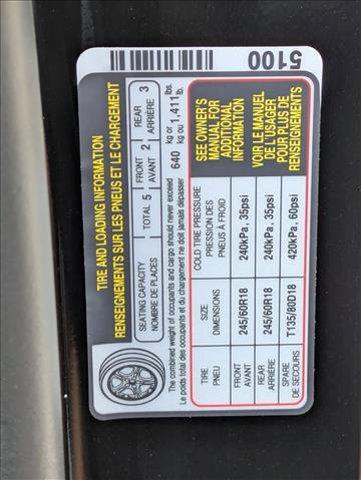 5100
TIRE AND LOADING INFORMATION
RENSEIGNEMENTS SUR LES PNEUS ET LE CHARGEMENT
SEATING CAPACITY
NOMBRE DE PLACES
TOTAL 5
FRONT 2
AVANT
REAR 3
ARRIÈRE
The combined weight of occupants and cargo should never exceed
Le poids total des occupants et du chargement ne doit jamais dépasser
640 kg or 1,411 lbs.
kg ou lb.
TIRE
PNEU
SIZE
DIMENSIONS
COLD TIRE PRESSURE
PRESSION DES
PNEUS À FROID
FRONT
AVANT
245/60R18
240kPa, 35psi
REAR
ARRIERE
245/60R18
240kPa, 35psi
SPARE
DE SECOURS
T135/80D18
420kPa, 60psi
SEE OWNER'S
MANUAL FOR
ADDITIONAL
INFORMATION
VOIR LE MANUEL
DE L'USAGER
POUR PLUS DE
RENSEIGNEMENTS